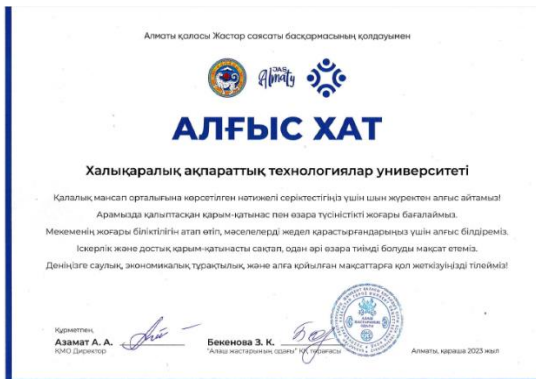 Алматы қаласы Жастар саясаты басқармасының қолдауымен
JAS
Almaty
АЛҒЫС ХАТ
Халықаралық ақпараттық технологиялар университеті
Қалалық мансап орталығына көрсетілген нәтижелі серіктестігіңіз үшін шын жүректен алғыс айтамыз!
Арамызда қалыптасқан қарым-қатынас пен өзара түсіністікті жоғары бағалаймыз.
Мекеменің жоғары біліктілігін атап өтіп, мәселелерді жедел қарастырғандарыңыз үшін алғыс білдіреміз.
Іскерлік және достық қарым-қатынасты сақтап, одан әрі өзара тиімді болуды мақсат етеміз.
Деніңізге саулық, экономикалық тұрақтылық, және алға қойылған мақсаттарға қол жеткізуіңізді тілейміз!
Құрметпен,
Азамат А. А.
ҚМО Директор
Бекенова З. К.
"Алаш жастарының ордағы" ҚҚ төрағасы
Алматы, қараша 2023 жыл